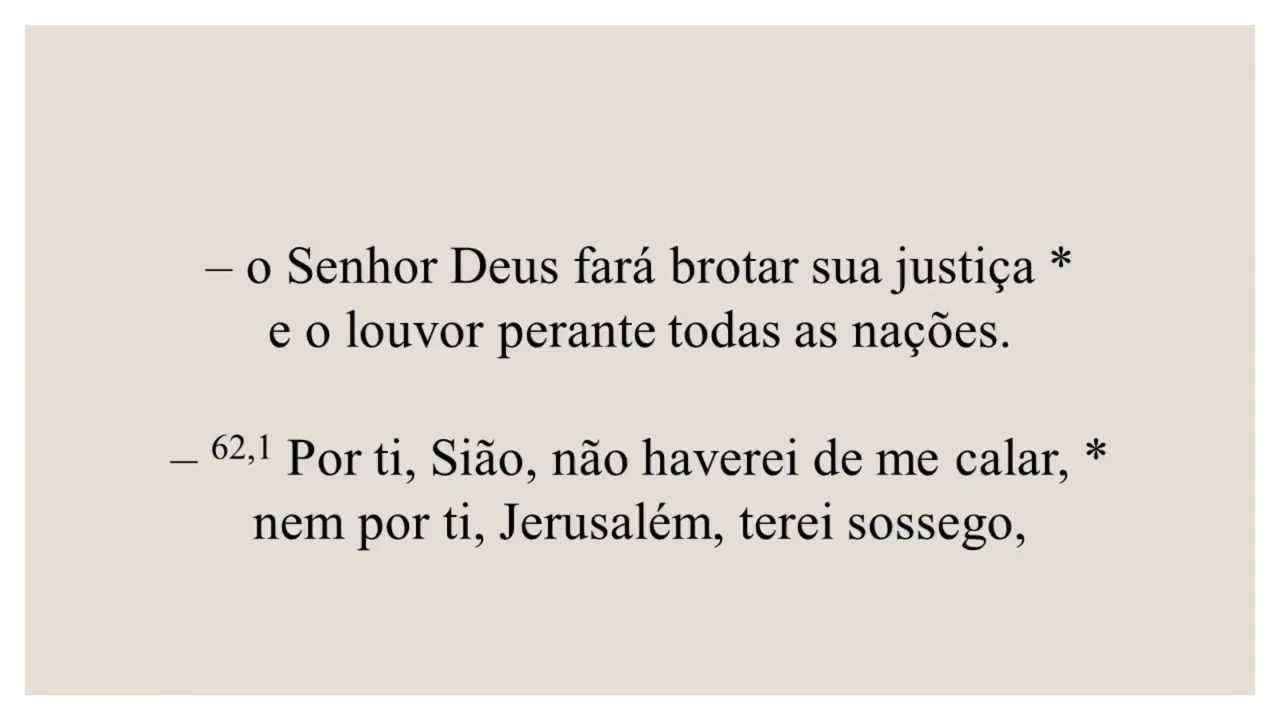 – o Senhor Deus fará brotar sua justiça *
e o louvor perante todas as nações.
– 62,1 Por ti, Sião, não haverei de me calar, *
nem por ti, Jerusalém, terei sossego,